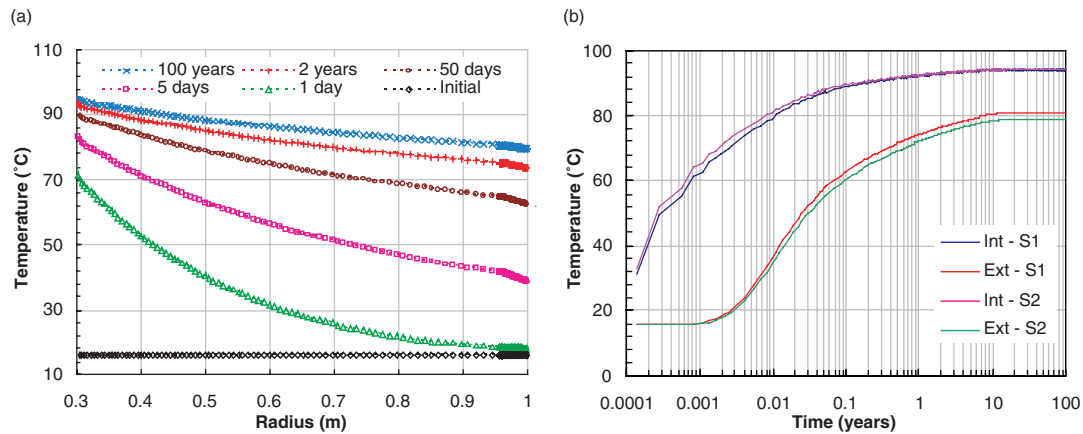 (a)
110
90
70
50
30
10
Temperature (°C)
100 years
2 years
50 days
5 days
1 day
Initial
0.3
0.4
0.5
0.6
0.7
0.8
0.9
1
Radius (m)
(b)
100
80
60
40
20
0
Temperature (°C)
Int - S1
Ext - S1
Int - S2
Ext - S2
0.0001
0.001
0.01
0.1
1
10
100
Time (years)